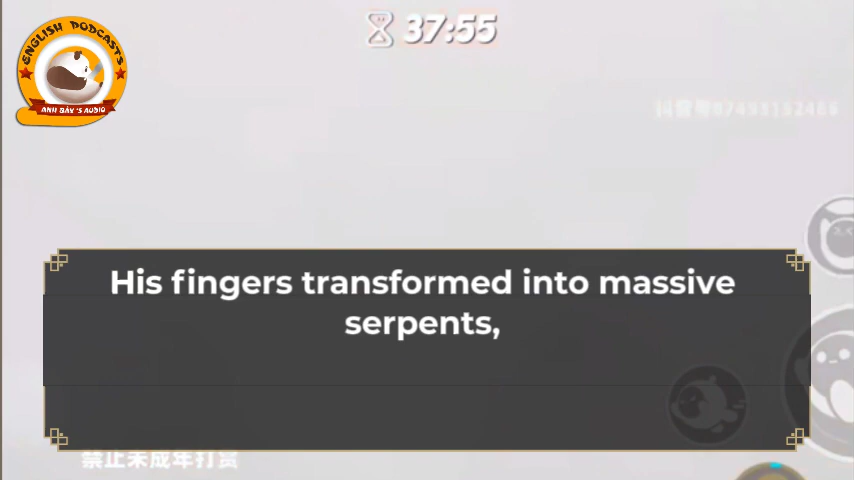 ENGLISH PODCASTS
ANH BẢY 'S AUDIO
37:55
His fingers transformed into massive
serpents,
禁止未成年打赏